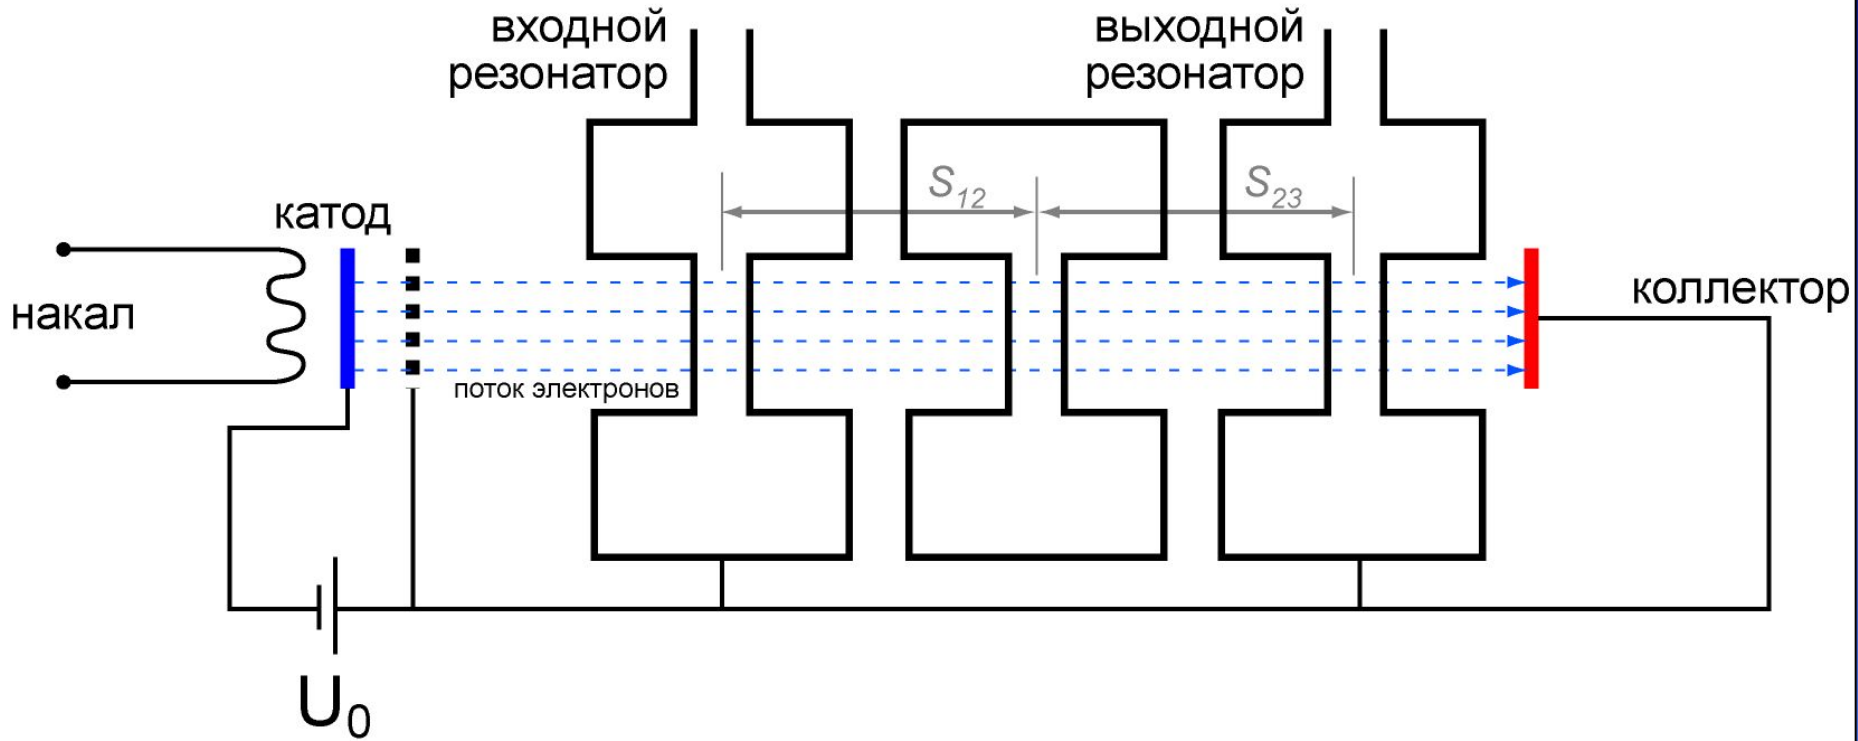 входной
резонатор
выходной
резонатор
S12
S23
катод
накал
коллектор
поток электронов
U0